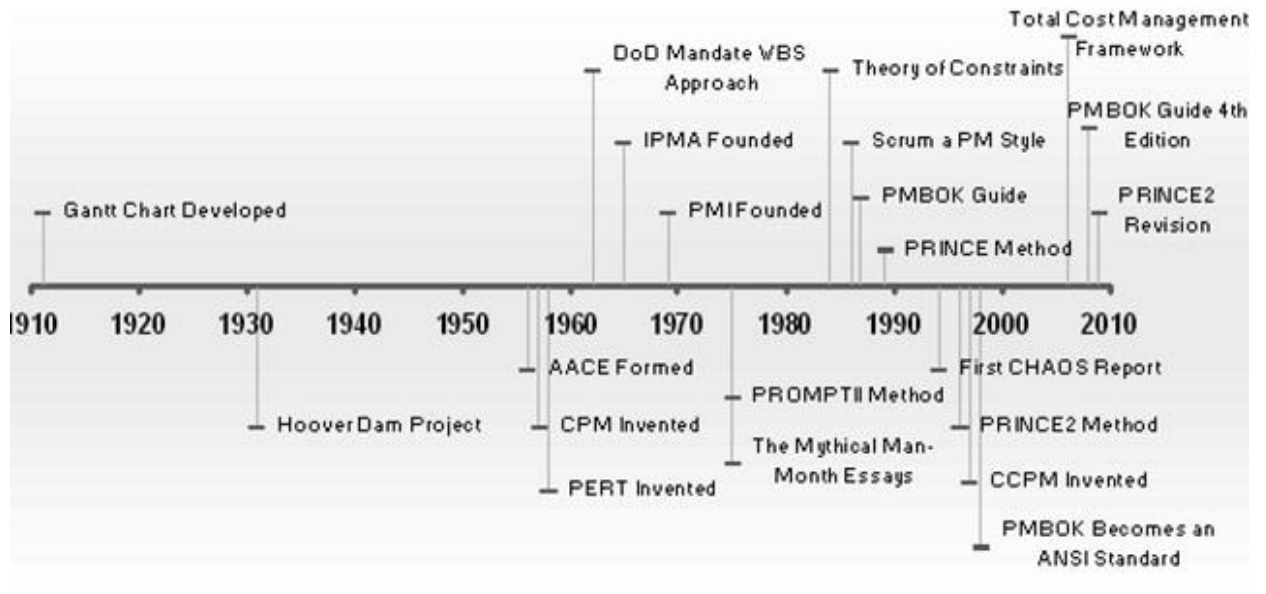 Total Cost Management
Framework
DoD Mandate WBS
Approach
Theory of Constraints
PMBOK Guide 4th
Edition
IPMA Founded
Scrum a PM Style
PMBOK Guide
PRINCE2
Revision
Gantt Chart Developed
PMI Founded
PRINCE Method
1910 1920 1930 1940 1950 1960 1970 1980 1990 2000 2010
AACE Formed
First CHAOS Report
PROMPTII Method
Hoover Dam Project
CPM Invented
PRINCE2 Method
The Mythical Man-
Month Essays
PERT Invented
CCPM Invented
PMBOK Becomes an
ANSI Standard